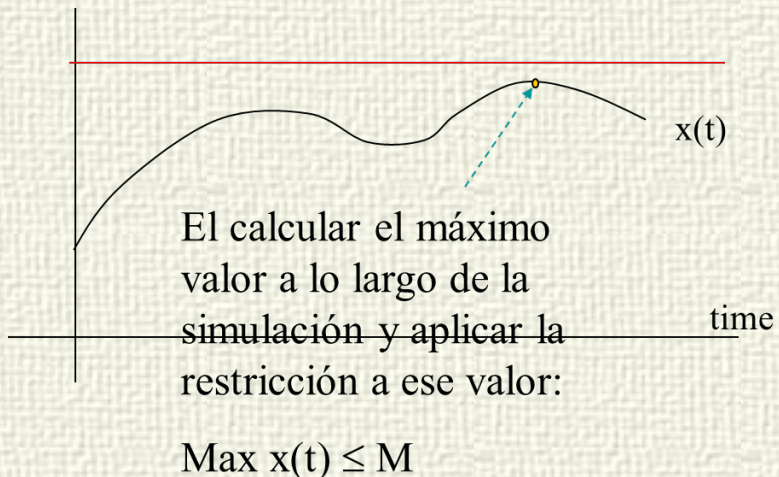 x(t)
El calcular el máximo
valor a lo largo de la
simulación y aplicar la
restricción a ese valor:
time
Max x(t) ≤ M